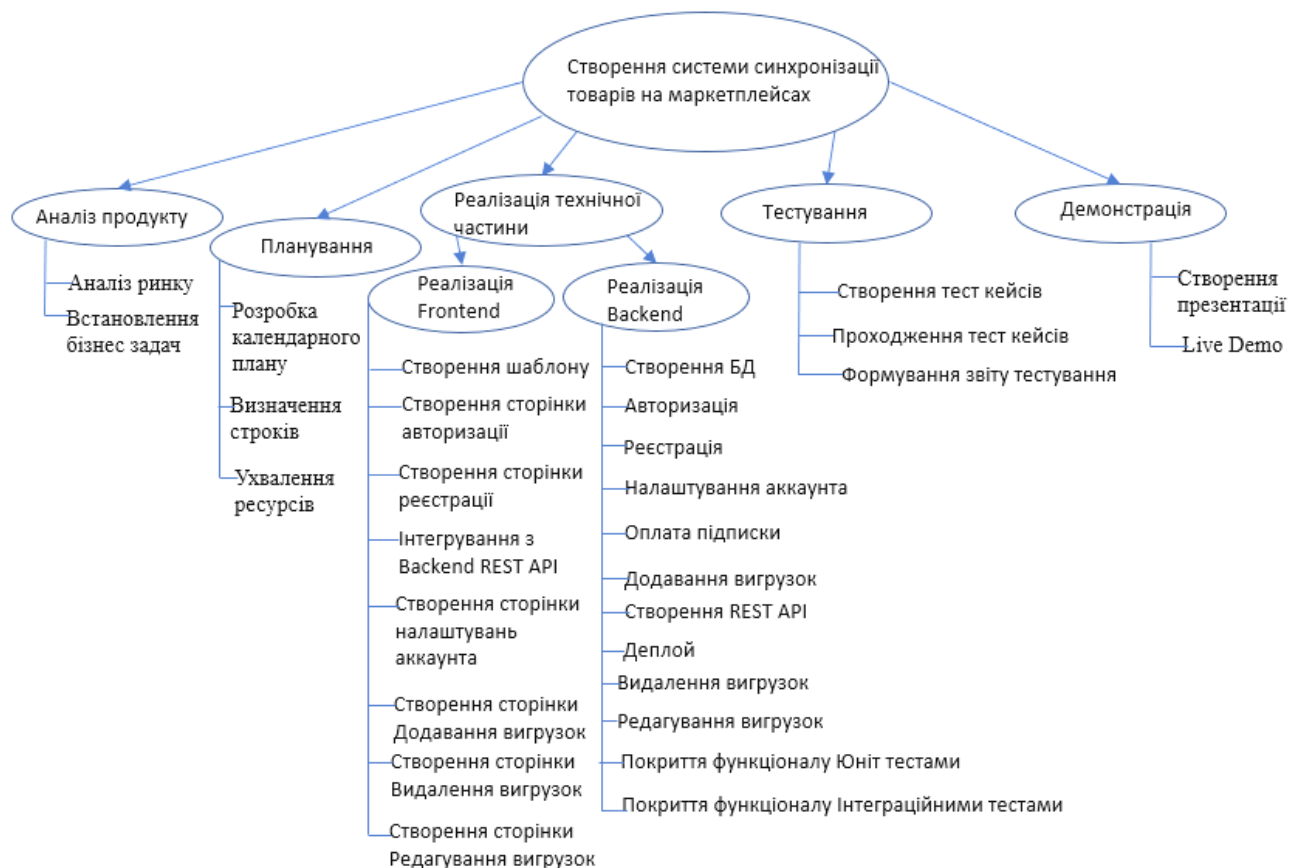 Створення системи синхронізації
товарів на маркетплейсах
Аналіз продукту
Аналіз ринку
Встановлення
бізнес задач
Планування
Розробка
календарного
плану
Визначення
строків
Ухвалення
ресурсів
Реалізація технічної
частини
Реалізація
Frontend
Створення шаблону
Створення сторінки
авторизації
Створення сторінки
реєстрації
Інтегрування з
Backend REST API
Створення сторінки
налаштувань
аккаунта
Створення сторінки
Додавання вигрузок
Створення сторінки
Видалення вигрузок
Створення сторінки
Редагування вигрузок
Реалізація
Backend
Створення БД
Авторизація
Реєстрація
Налаштування аккаунта
Оплата підписки
Додавання вигрузок
Створення REST API
Деплой
Видалення вигрузок
Редагування вигрузок
Покриття функціоналу Юніт тестами
Покриття функціоналу Інтеграційними тестами
Тестування
Створення тест кейсів
Проходження тест кейсів
Формування звіту тестування
Демонстрація
Створення
презентації
Live Demo